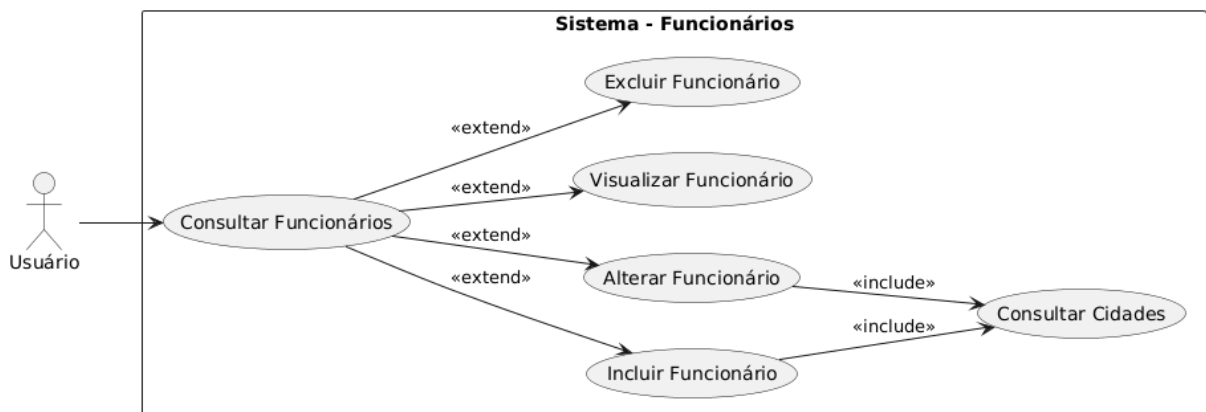 Sistema - Funcionários
Excluir Funcionário
«extend»
Visualizar Funcionário
«extend»
Usuário
Consultar Funcionários
«extend»
Alterar Funcionário
«include»
«extend»
Consultar Cidades
«include»
Incluir Funcionário